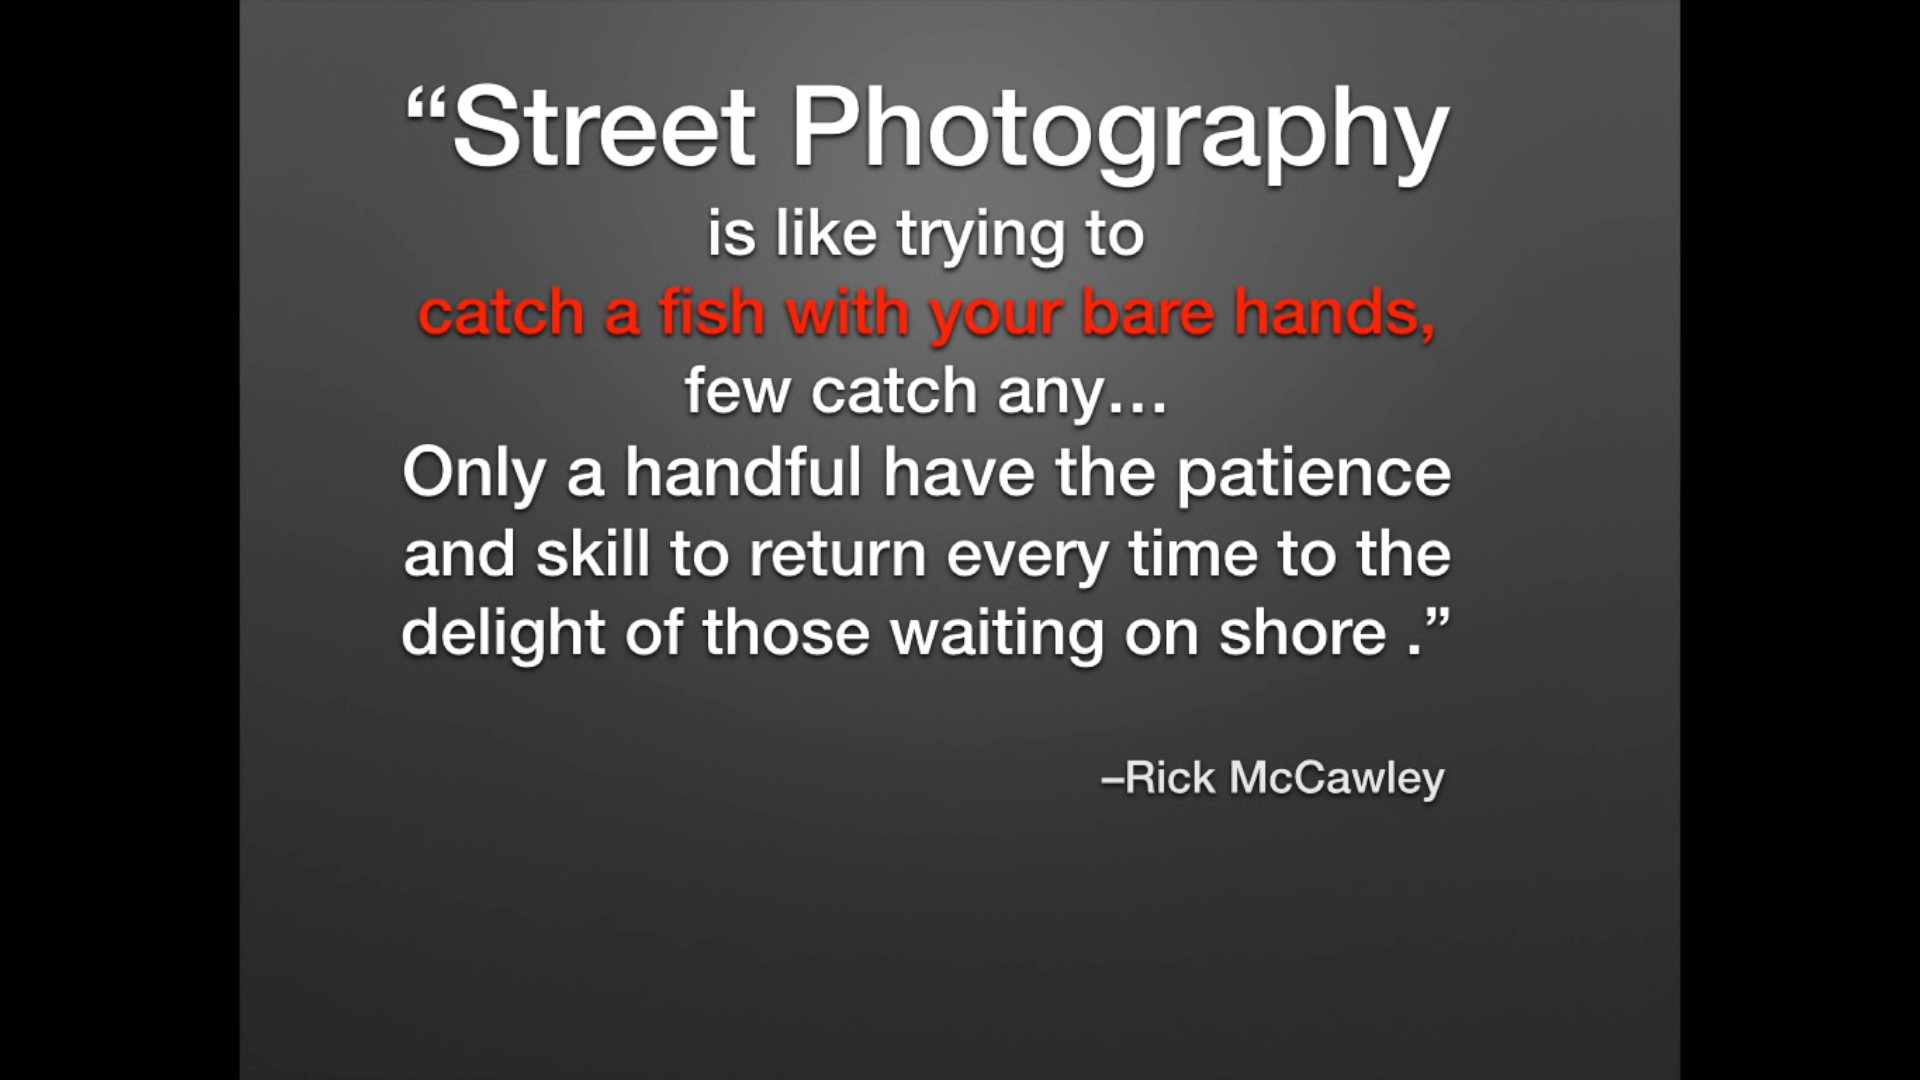 “Street Photography
is like trying to
catch a fish with your bare hands,
few catch any…
Only a handful have the patience
and skill to return every time to the
delight of those waiting on shore .”
–Rick McCawley